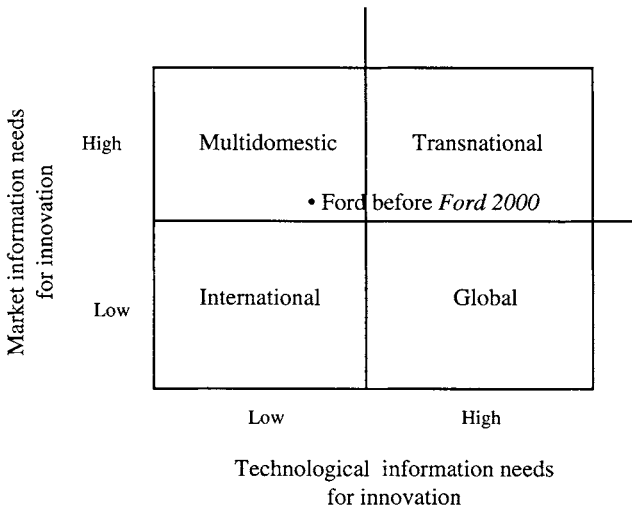 Market information needs
for innovation
High
Multidomestic
Transnational
• Ford before Ford 2000
Low
International
Global
Low
High
Technological information needs
for innovation